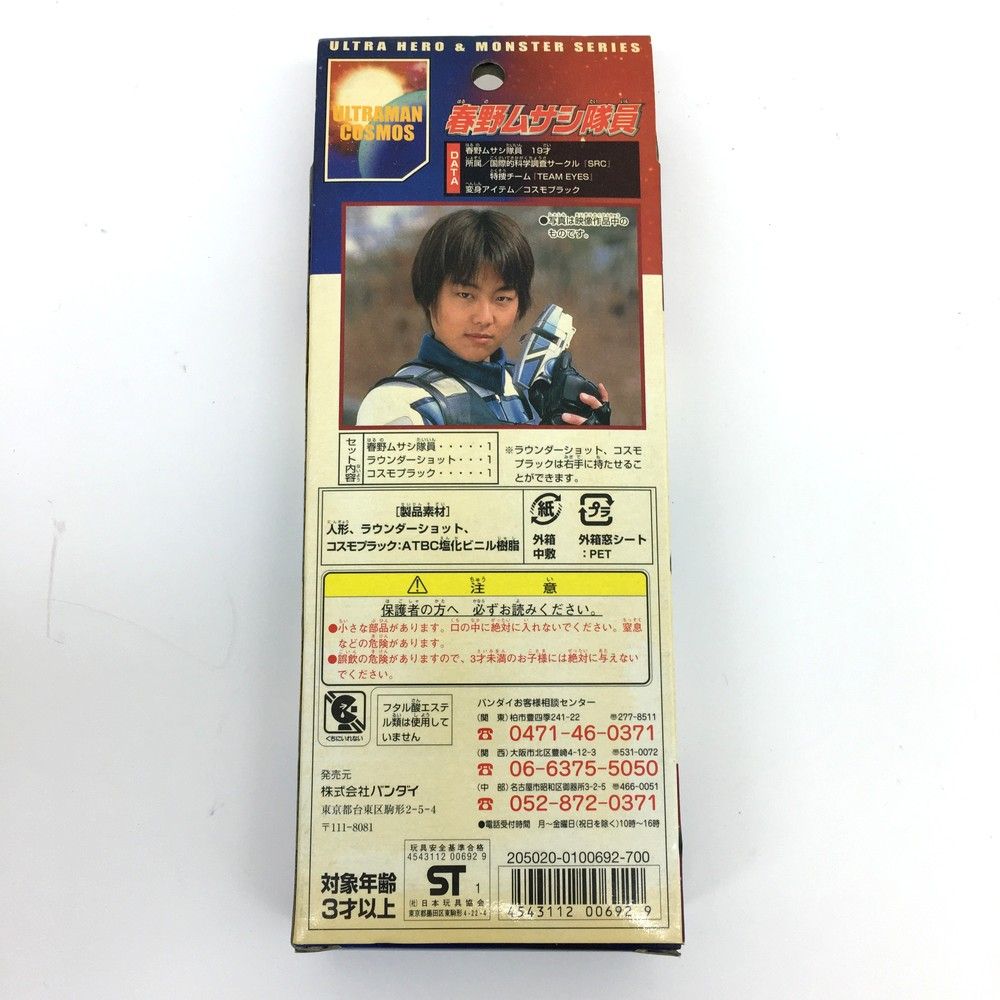 ULTRA HERO & MONSTER SERIES
ULTRAMAN
COSMOS
春野ムサシ隊員
DATA
春野ムサシ隊員 19才
所属/国際的科学調査サークル「SRC」
特捜チーム「TEAM EYES」
変身アイテム/コスモプラック
●写真は映像作品中の
ものです。
セット内容
春野ムサシ隊員・・・・・1
ラウンダーショット・・・1
コスモプラック・・・・・1
※ラウンダーショット、コスモ
プラックは右手に持たせるこ
とができます。
[製品素材]
人形、ラウンダーショット、
コスモプラック:ATBC塩化ビニル樹脂
紙
外箱
中敷
プラ
外箱窓シート
:PET
⚠ 注意
保護者の方へ 必ずお読みください。
●小さな部品があります。口の中に絶対に入れないでください。窒息
などの危険があります。
●誤飲の危険がありますので、3才未満のお子様には絶対に与えない
でください。
くちにいれない
フタル酸エステ
ル類は使用して
いません
バンダイお客様相談センター
(関 東)柏市豊四季241-22 〒277-8511
☎ 0471-46-0371
(関 西)大阪市北区豊崎4-12-3 〒531-0072
☎ 06-6375-5050
(中 部)名古屋市昭和区御器所3-2-5 〒466-0051
☎ 052-872-0371
●電話受付時間 月~金曜日(祝日を除く)10時~16時
発売元
株式会社バンダイ
東京都台東区駒形2-5-4
〒111-8081
対象年齢
3才以上
玩具安全基準合格
4543112 00692 9
ST 1
(社)日本玩具協会
東京都墨田区東駒形4-22-4
205020-0100692-700
4543112 00692 9